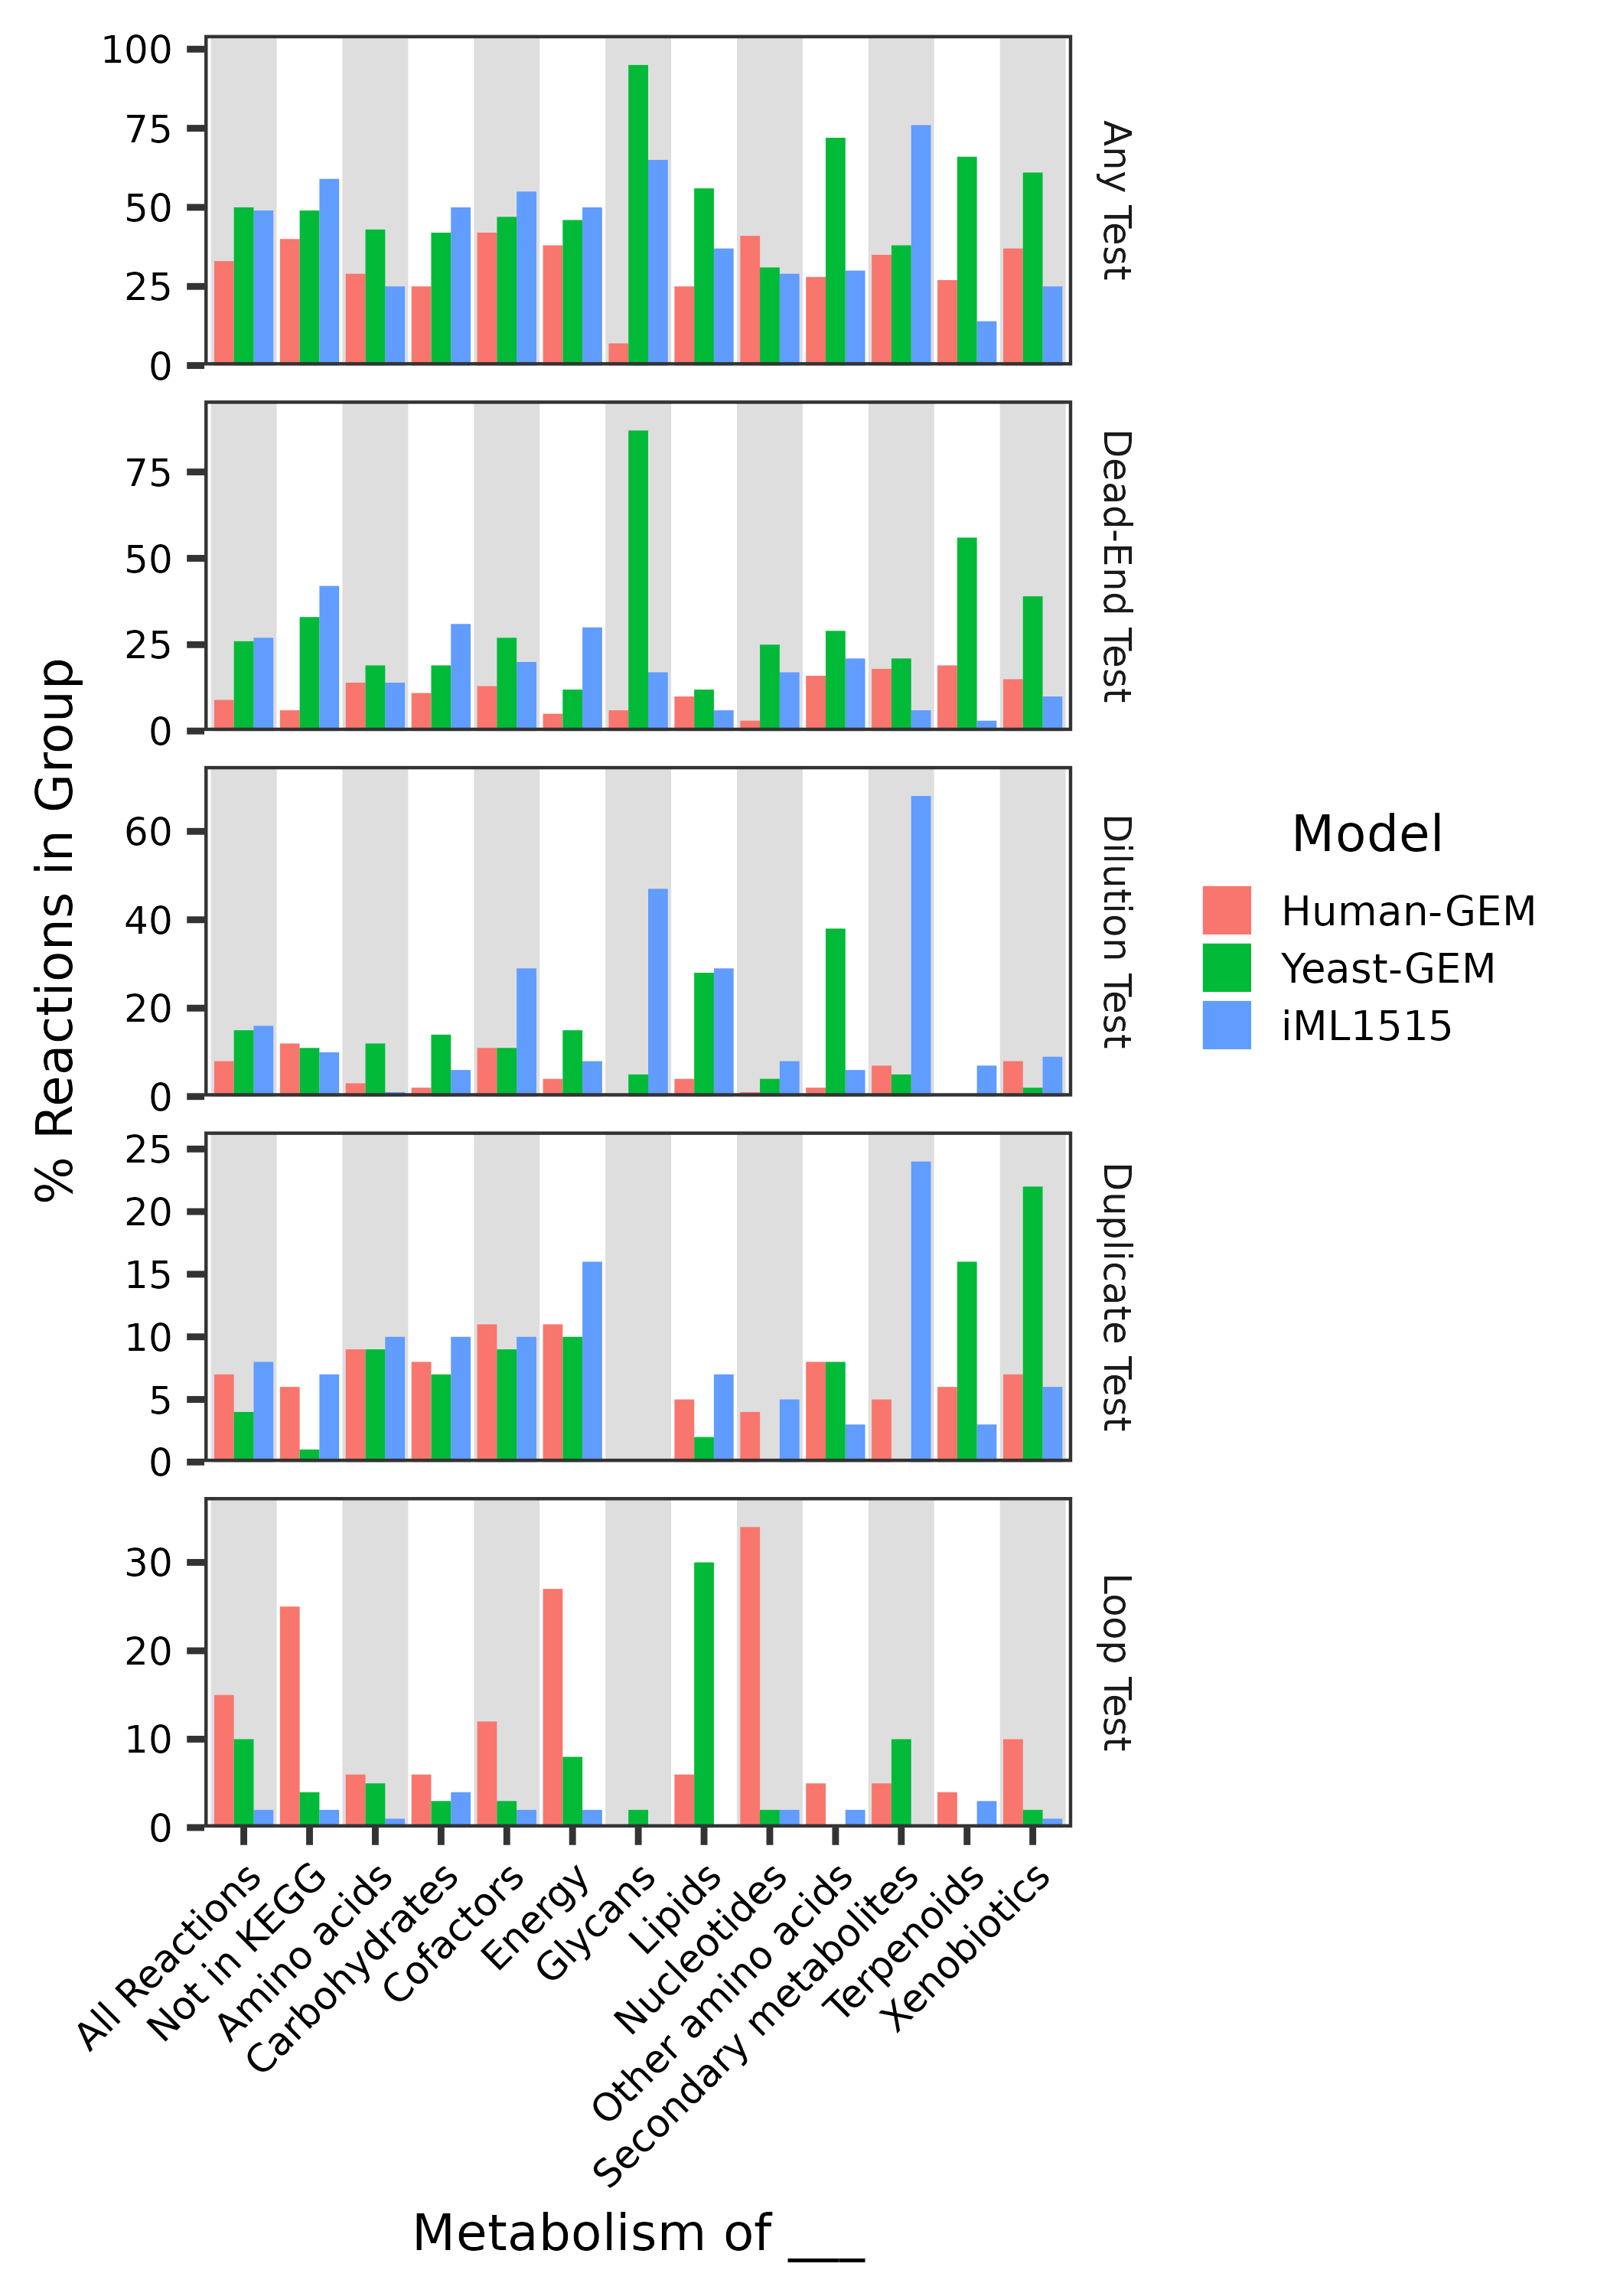 100
75
50
25
0
Any Test
75
50
25
0
Dead-End Test
60
40
20
0
Dilution Test
25
20
15
10
5
0
Duplicate Test
30
20
10
0
Loop Test
% Reactions in Group
All Reactions
Not in KEGG
Amino acids
Carbohydrates
Cofactors
Energy
Glycans
Lipids
Nucleotides
Other amino acids
Secondary metabolites
Terpenoids
Xenobiotics
Metabolism of ___
Model
Human-GEM
Yeast-GEM
iML1515